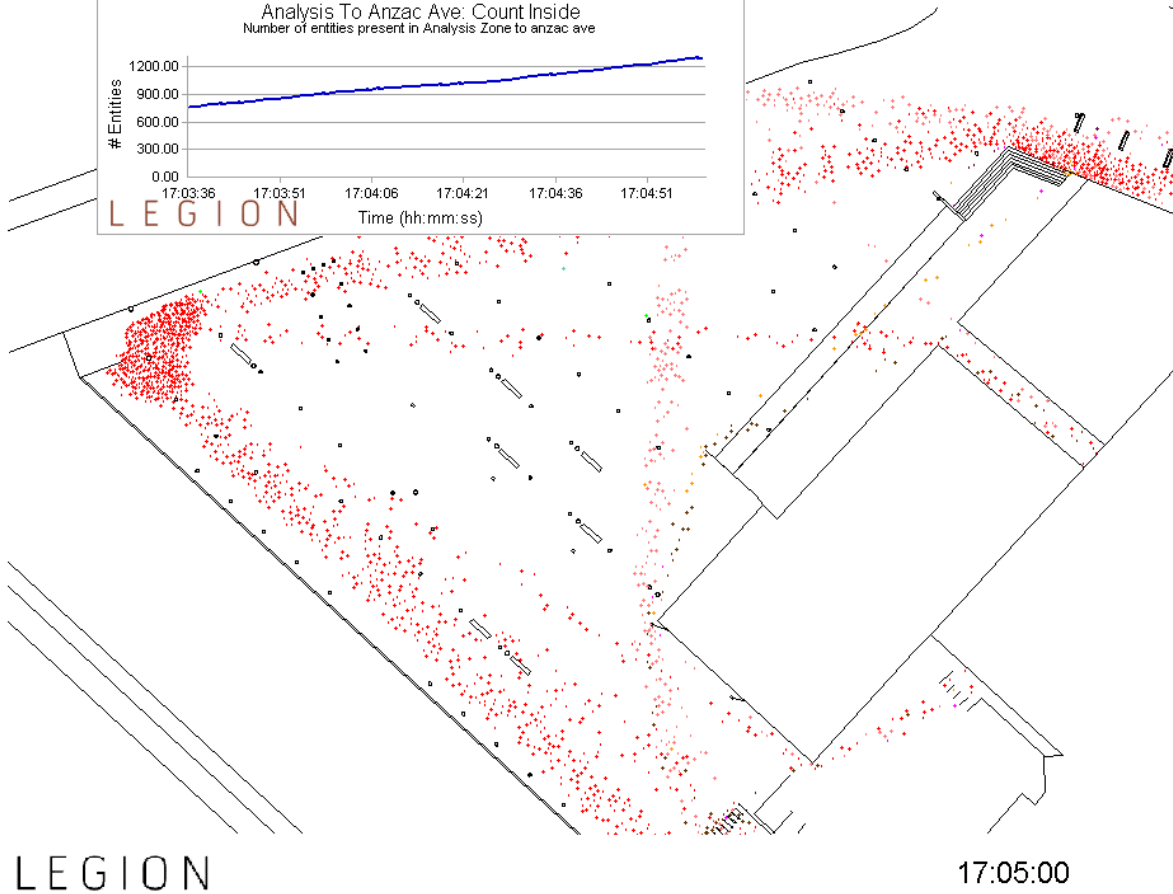 Analysis To Anzac Ave: Count Inside
Number of entities present in Analysis Zone to anzac ave
1200.00
900.00
600.00
300.00
0.00
# Entities
17:03:36 17:03:51 17:04:06 17:04:21 17:04:36 17:04:51
Time (hh:mm:ss)
LEGION
LEGION
17:05:00